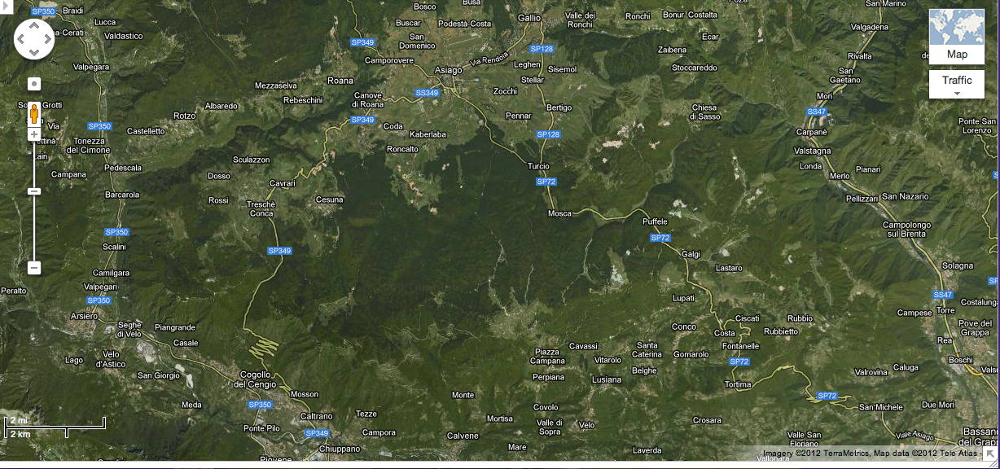 SP350
Braidi
Bosco
Busa
Poza
San Marino
Lucca
a-Cerati
Valdastico
Buscar
Podestà-Costa
Gallio
Valle dei
Ronchi
Ronchi
Bonur
Costalta
Valgadena
SP349
San
Domenico
SP128
Ecar
Zaibena
Map
Valpegara
Camporovere
Asiago
Via Rendola
Leghen
Sisemol
Stellar
Stoccareddo
Rivalta
de
San
Gaetano
Traffic
Roana
Mezzaselva
Rebeschini
Canove
di Roana
SS349
Zocchi
Mori
Grotti
Albaredo
Rotzo
Bertigo
Pennar
Chiesa
di Sasso
SS47
Via
SP350
Castelletto
SP349
Coda
Kaberlaba
SP128
Carpanè
Ponte San
Lorenzo
Tonezza
del Cimone
Roncalto
Valstagna
Sculazzon
Turcio
Londa
Campana
Pedescala
Dosso
Cavrari
SP72
Merlo
Pianari
Barcarola
Rossi
Treschè
Conca
Cesuna
Pellizzari
San Nazario
Mosca
Puffele
SP350
Campolongo
sul Brenta
Scalini
SP349
SP72
Galgi
Lastaro
Solagna
Camilgara
Peralto
Valpegari
SP350
Lupati
SS47
Costalunga
Arsiero
Campese
Torre
Seghe
di Velo
Piangrande
Conco
Ciscati
Rubbio
Pove del
Grappa
Costa
Rubbietto
Casale
Rea
Lago
Velo
d'Astico
Piazza
Campana
Cavassi
Vitarolo
Santa
Caterina
Gomarolo
Fontanelle
SP72
Boschi
San Giorgio
Cogollo
del Cengio
Perpiana
Lusiana
Belghe
Tortima
Valrovina
Caluga
Mosson
Monte
SP72
Meda
SP350
Covolo
San Michele
Due Mori
2 mi
2 km
Ponte Pilo
Caltrano
Tezze
Mortisa
Valle di
Sopra
Velo
Crosara
SP349
Campora
Calvene
Valle San
Floriano
Viale Asiago
Bassano
del Grap
Chiuppano
Mare
Laverda
Imagery ©2012 TerraMetrics, Map data ©2012 Tele Atlas -
Piovene
Vallonara